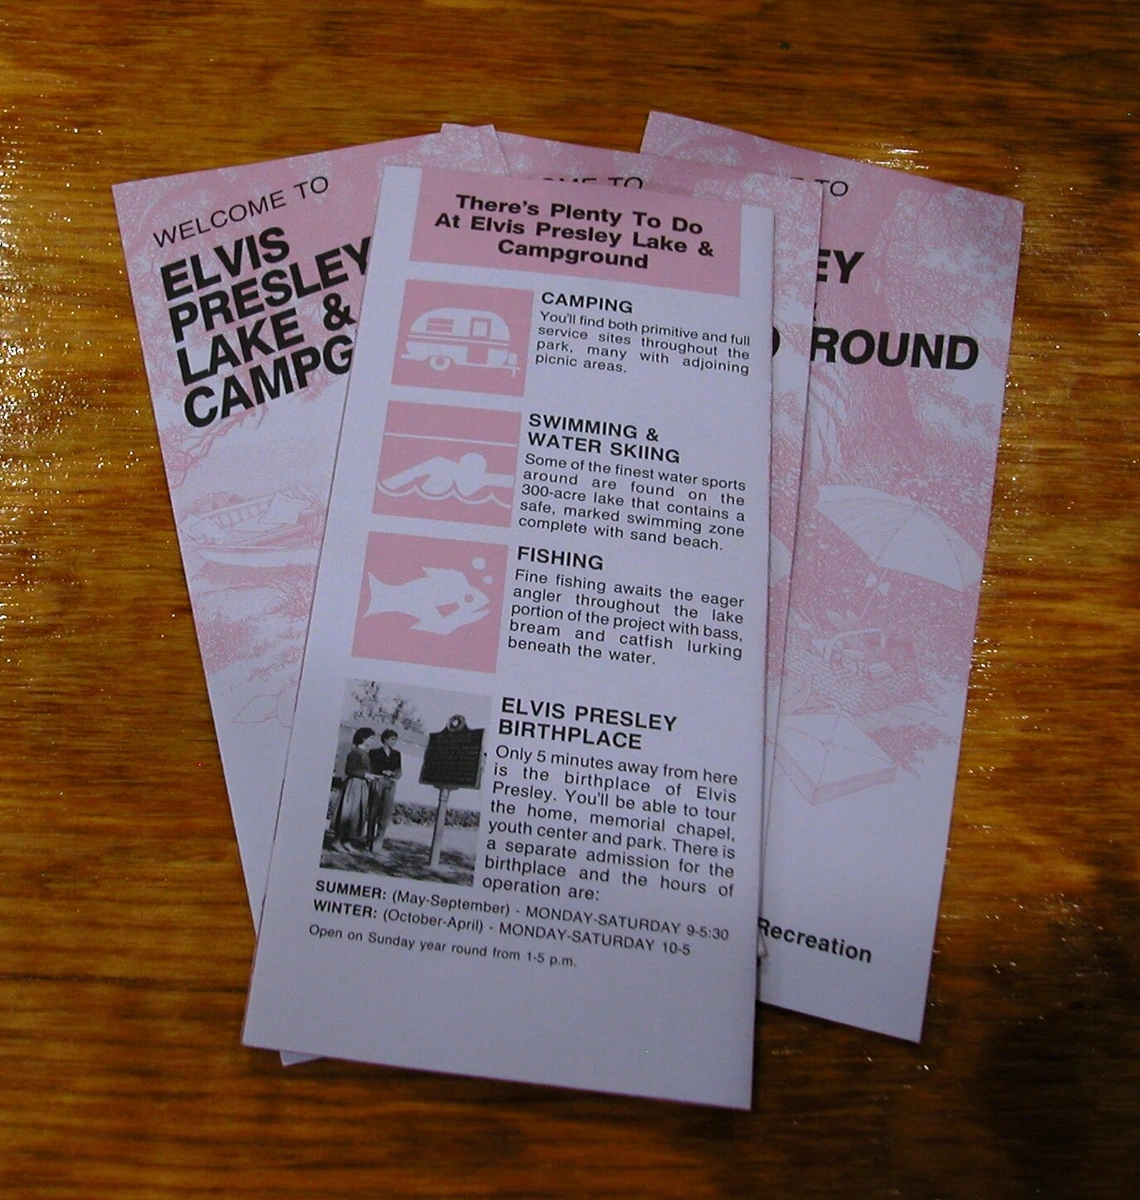 WELCOME TO
ELVIS
PRESLEY
LAKE &
CAMPG
TO
EY
ROUND
Recreation
There's Plenty To Do
At Elvis Presley Lake &
Campground
CAMPING
You'll find both primitive and full
service sites throughout the
park, many with adjoining
picnic areas.
SWIMMING &
WATER SKIING
Some of the finest water sports
around are found on the
300-acre lake that contains a
safe, marked swimming zone
complete with sand beach.
FISHING
Fine fishing awaits the eager
angler throughout the lake
portion of the project with bass,
bream and catfish lurking
beneath the water.
ELVIS PRESLEY
BIRTHPLACE
Only 5 minutes away from here
is the birthplace of Elvis
Presley. You'll be able to tour
the home, memorial chapel,
youth center and park. There is
a separate admission for the
birthplace and the hours of
operation are:
SUMMER: (May-September) - MONDAY-SATURDAY 9-5:30
WINTER: (October-April) - MONDAY-SATURDAY 10-5
Open on Sunday year round from 1-5 p.m.